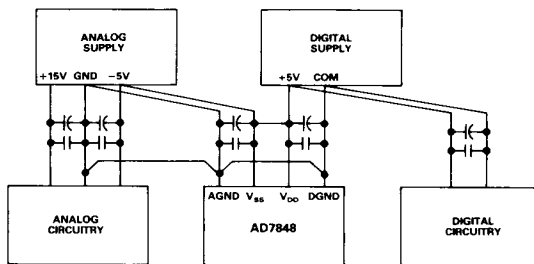 ANALOG
SUPPLY
+15V GND −5V
DIGITAL
SUPPLY
+5V COM
ANALOG
CIRCUITRY
AGND VSS VDD DGND
AD7848
DIGITAL
CIRCUITRY